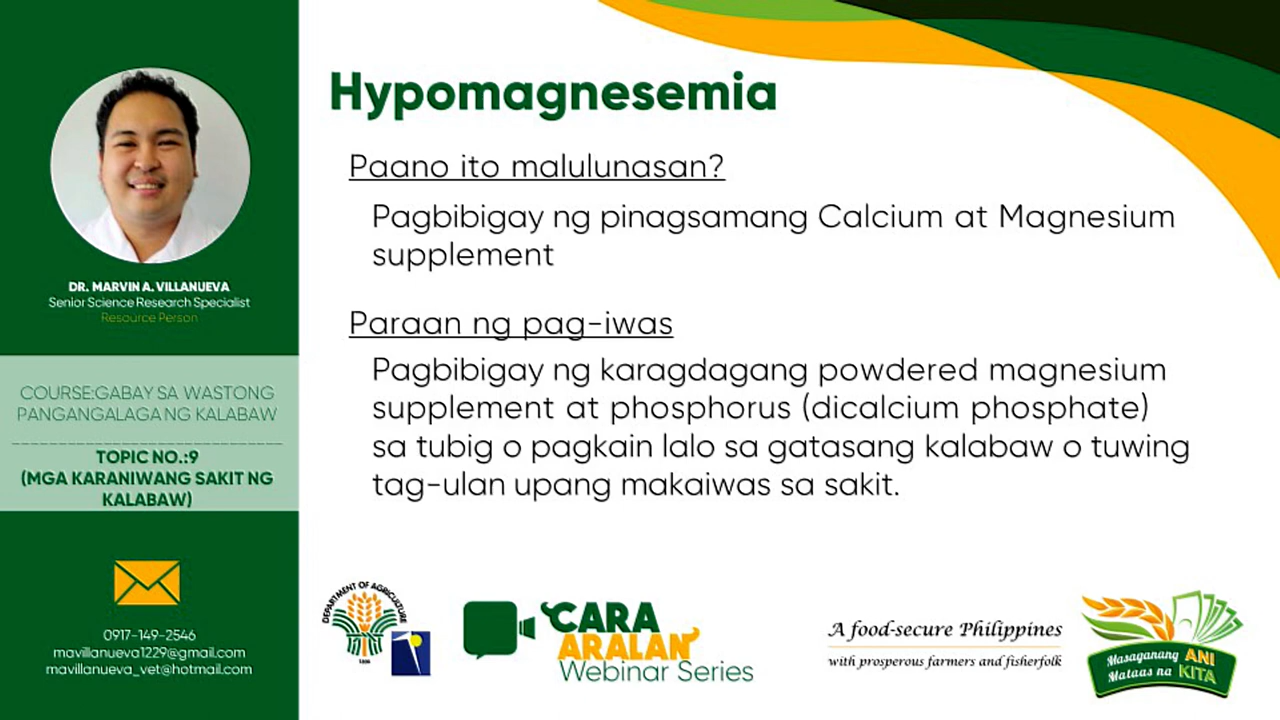 Hypomagnesemia
Paano ito malulunasan?
Pagbibigay ng pinagsamang Calcium at Magnesium
supplement
Paraan ng pag-iwas
Pagbibigay ng karagdagang powdered magnesium
supplement at phosphorus (dicalcium phosphate)
sa tubig o pagkain lalo sa gatasang kalabaw o tuwing
tag-ulan upang makaiwas sa sakit.
DR. MARVIN A. VILLANUEVA
Senior Science Research Specialist
Resource Person
COURSE:GABAY SA WASTONG
PANGANGALAGA NG KALABAW
TOPIC NO.:9
(MGA KARANIWANG SAKIT NG
KALABAW)
0917-149-2546
mavillanueva1229@gmail.com
mavillanueva_vet@hotmail.com
DEPARTMENT OF AGRICULTURE
CARA
ARALAN
Webinar Series
A food-secure Philippines
with prosperous farmers and fisherfolk
Masaganang ANI
Mataas na KITA